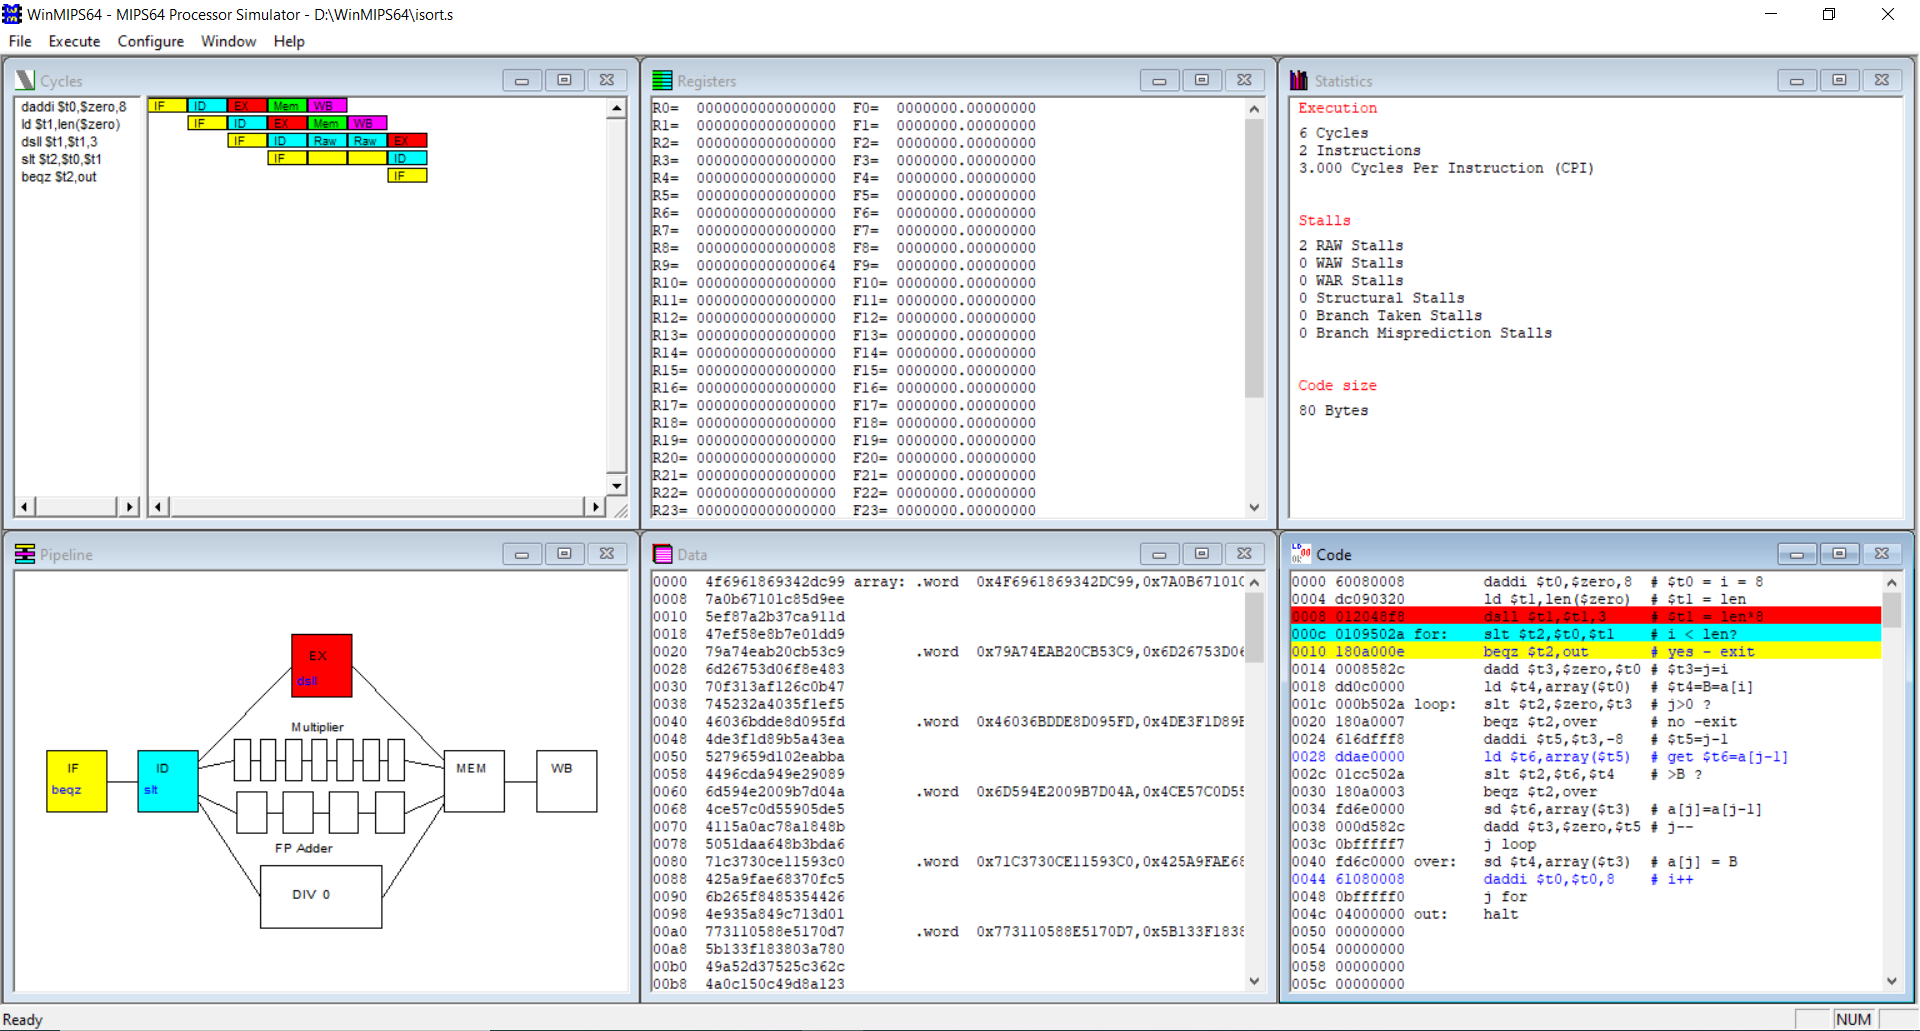 WinMIPS64 - MIPS64 Processor Simulator - D:\WinMIPS64\isort.s
File Execute Configure Window Help
Cycles
daddi $t0,$zero,8 IF ID EX Mem WB
ld $t1,len($zero) IF ID EX Mem WB
dsll $t1,$t1,3 IF ID Raw Raw EX
slt $t2,$t0,$t1 IF ID
beqz $t2,out IF
Registers
R0= 0000000000000000 F0= 0000000.00000000
R1= 0000000000000000 F1= 0000000.00000000
R2= 0000000000000000 F2= 0000000.00000000
R3= 0000000000000000 F3= 0000000.00000000
R4= 0000000000000000 F4= 0000000.00000000
R5= 0000000000000000 F5= 0000000.00000000
R6= 0000000000000000 F6= 0000000.00000000
R7= 0000000000000000 F7= 0000000.00000000
R8= 0000000000000008 F8= 0000000.00000000
R9= 0000000000000064 F9= 0000000.00000000
R10= 0000000000000000 F10= 0000000.00000000
R11= 0000000000000000 F11= 0000000.00000000
R12= 0000000000000000 F12= 0000000.00000000
R13= 0000000000000000 F13= 0000000.00000000
R14= 0000000000000000 F14= 0000000.00000000
R15= 0000000000000000 F15= 0000000.00000000
R16= 0000000000000000 F16= 0000000.00000000
R17= 0000000000000000 F17= 0000000.00000000
R18= 0000000000000000 F18= 0000000.00000000
R19= 0000000000000000 F19= 0000000.00000000
R20= 0000000000000000 F20= 0000000.00000000
R21= 0000000000000000 F21= 0000000.00000000
R22= 0000000000000000 F22= 0000000.00000000
R23= 0000000000000000 F23= 0000000.00000000
Statistics
Execution
6 Cycles
2 Instructions
3.000 Cycles Per Instruction (CPI)
Stalls
2 RAW Stalls
0 WAW Stalls
0 WAR Stalls
0 Structural Stalls
0 Branch Taken Stalls
0 Branch Misprediction Stalls
Code size
80 Bytes
Pipeline
EX
dsll
Multiplier
IF
beqz
ID
slt
MEM
WB
FP Adder
DIV 0
Data
0000 4f6961869342dc99 array: .word 0x4F6961869342DC99,0x7A0B67101C
0008 7a0b67101c85d9ee
0010 5ef87a2b37ca911d
0018 47ef58e8b7e01dd9
0020 79a74eab20cb53c9 .word 0x79A74EAB20CB53C9,0x6D26753D06
0028 6d26753d06f8e483
0030 70f313af126c0b47
0038 745232a4035f1ef5
0040 46036bdde8d095fd .word 0x46036BDDE8D095FD,0x4DE3F1D89B
0048 4de3f1d89b5a43ea
0050 5279659d102eabba
0058 4496cda949e29089
0060 6d594e2009b7d04a .word 0x6D594E2009B7D04A,0x4CE57C0D55
0068 4ce57c0d55905de5
0070 4115a0ac78a1848b
0078 5051daa648b3bda6
0080 71c3730ce11593c0 .word 0x71C3730CE11593C0,0x425A9FAE68
0088 425a9fae68370fc5
0090 6b265f8485354426
0098 4e935a849c713d01
00a0 773110588e5170d7 .word 0x773110588E5170D7,0x5B133F1838
00a8 5b133f183803a780
00b0 49a52d37525c362c
00b8 4a0c150c49d8a123
Code
0000 60080008 daddi $t0,$zero,8 # $t0 = i = 8
0004 dc090320 ld $t1,len($zero) # $t1 = len
0008 012048f8 dsll $t1,$t1,3 # $t1 = len*8
000c 0109502a for: slt $t2,$t0,$t1 # i < len?
0010 180a000e beqz $t2,out # yes - exit
0014 0008582c dadd $t3,$zero,$t0 # $t3=j=i
0018 dd0c0000 ld $t4,array($t0) # $t4=B=a[i]
001c 000b502a loop: slt $t2,$zero,$t3 # j>0 ?
0020 180a0007 beqz $t2,over # no -exit
0024 616dfff8 daddi $t5,$t3,-8 # $t5=j-1
0028 ddae0000 ld $t6,array($t5) # get $t6=a[j-1]
002c 01cc502a slt $t2,$t6,$t4 # >B ?
0030 180a0003 beqz $t2,over
0034 fd6e0000 sd $t6,array($t3) # a[j]=a[j-1]
0038 000d582c dadd $t3,$zero,$t5 # j--
003c 0bfffff7 j loop
0040 fd6c0000 over: sd $t4,array($t3) # a[j] = B
0044 61080008 daddi $t0,$t0,8 # i++
0048 0bfffff0 j for
004c 04000000 out: halt
0050 00000000
0054 00000000
0058 00000000
005c 00000000
Ready
NUM